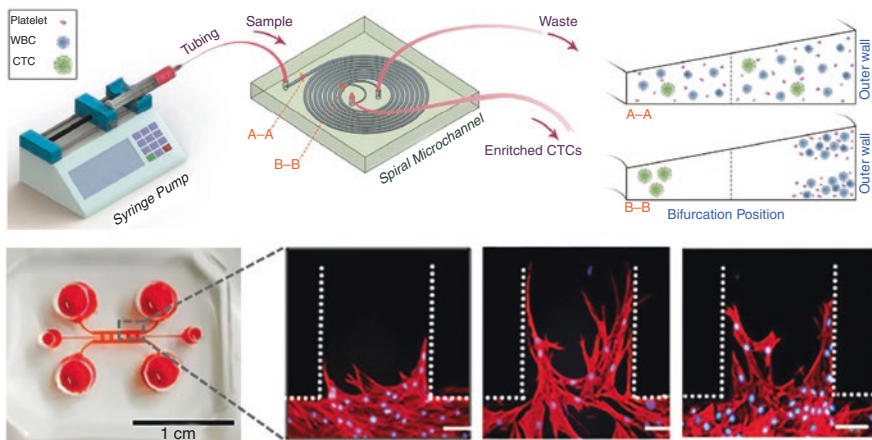 Platelet
WBC
CTC
Tubing
Sample
Waste
Syringe Pump
A–A
B–B
Spiral Microchannel
Enritched CTCs
Outer wall
A–A
Outer wall
B–B
Bifurcation Position
1 cm